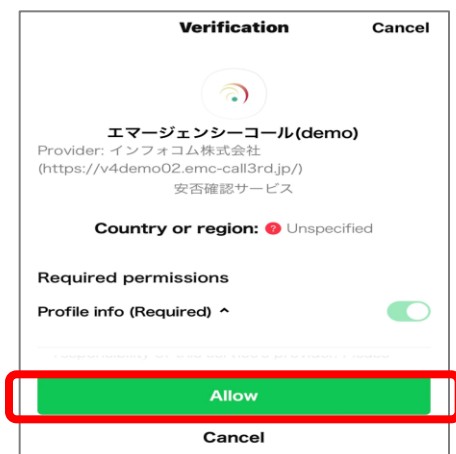 Verification Cancel
エマージェンシーコール(demo)
Provider: インフォコム株式会社
(https://v4demo02.emc-call3rd.jp/)
安否確認サービス
Country or region: ? Unspecified
Required permissions
Profile info (Required) ^
Allow
Cancel